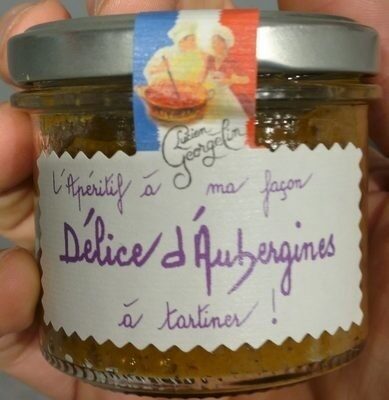 Lucien
Georgelin
L'Apéritif à ma façon
Délice d'Aubergines
à tartiner !